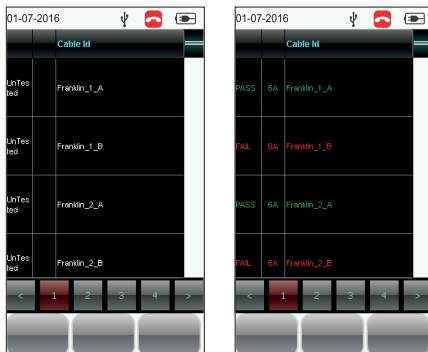 01-07-2016
Cable Id
UnTes
ted
Franklin_1_A
UnTes
ted
Franklin_1_B
UnTes
ted
Franklin_2_A
UnTes
ted
Franklin_2_B
< 1 2 3 4 >
01-07-2016
Cable Id
PASS 6A Franklin_1_A
FAIL 6A Franklin_1_B
PASS 6A Franklin_2_A
FAIL 6A Franklin_2_B
< 1 2 3 4 >